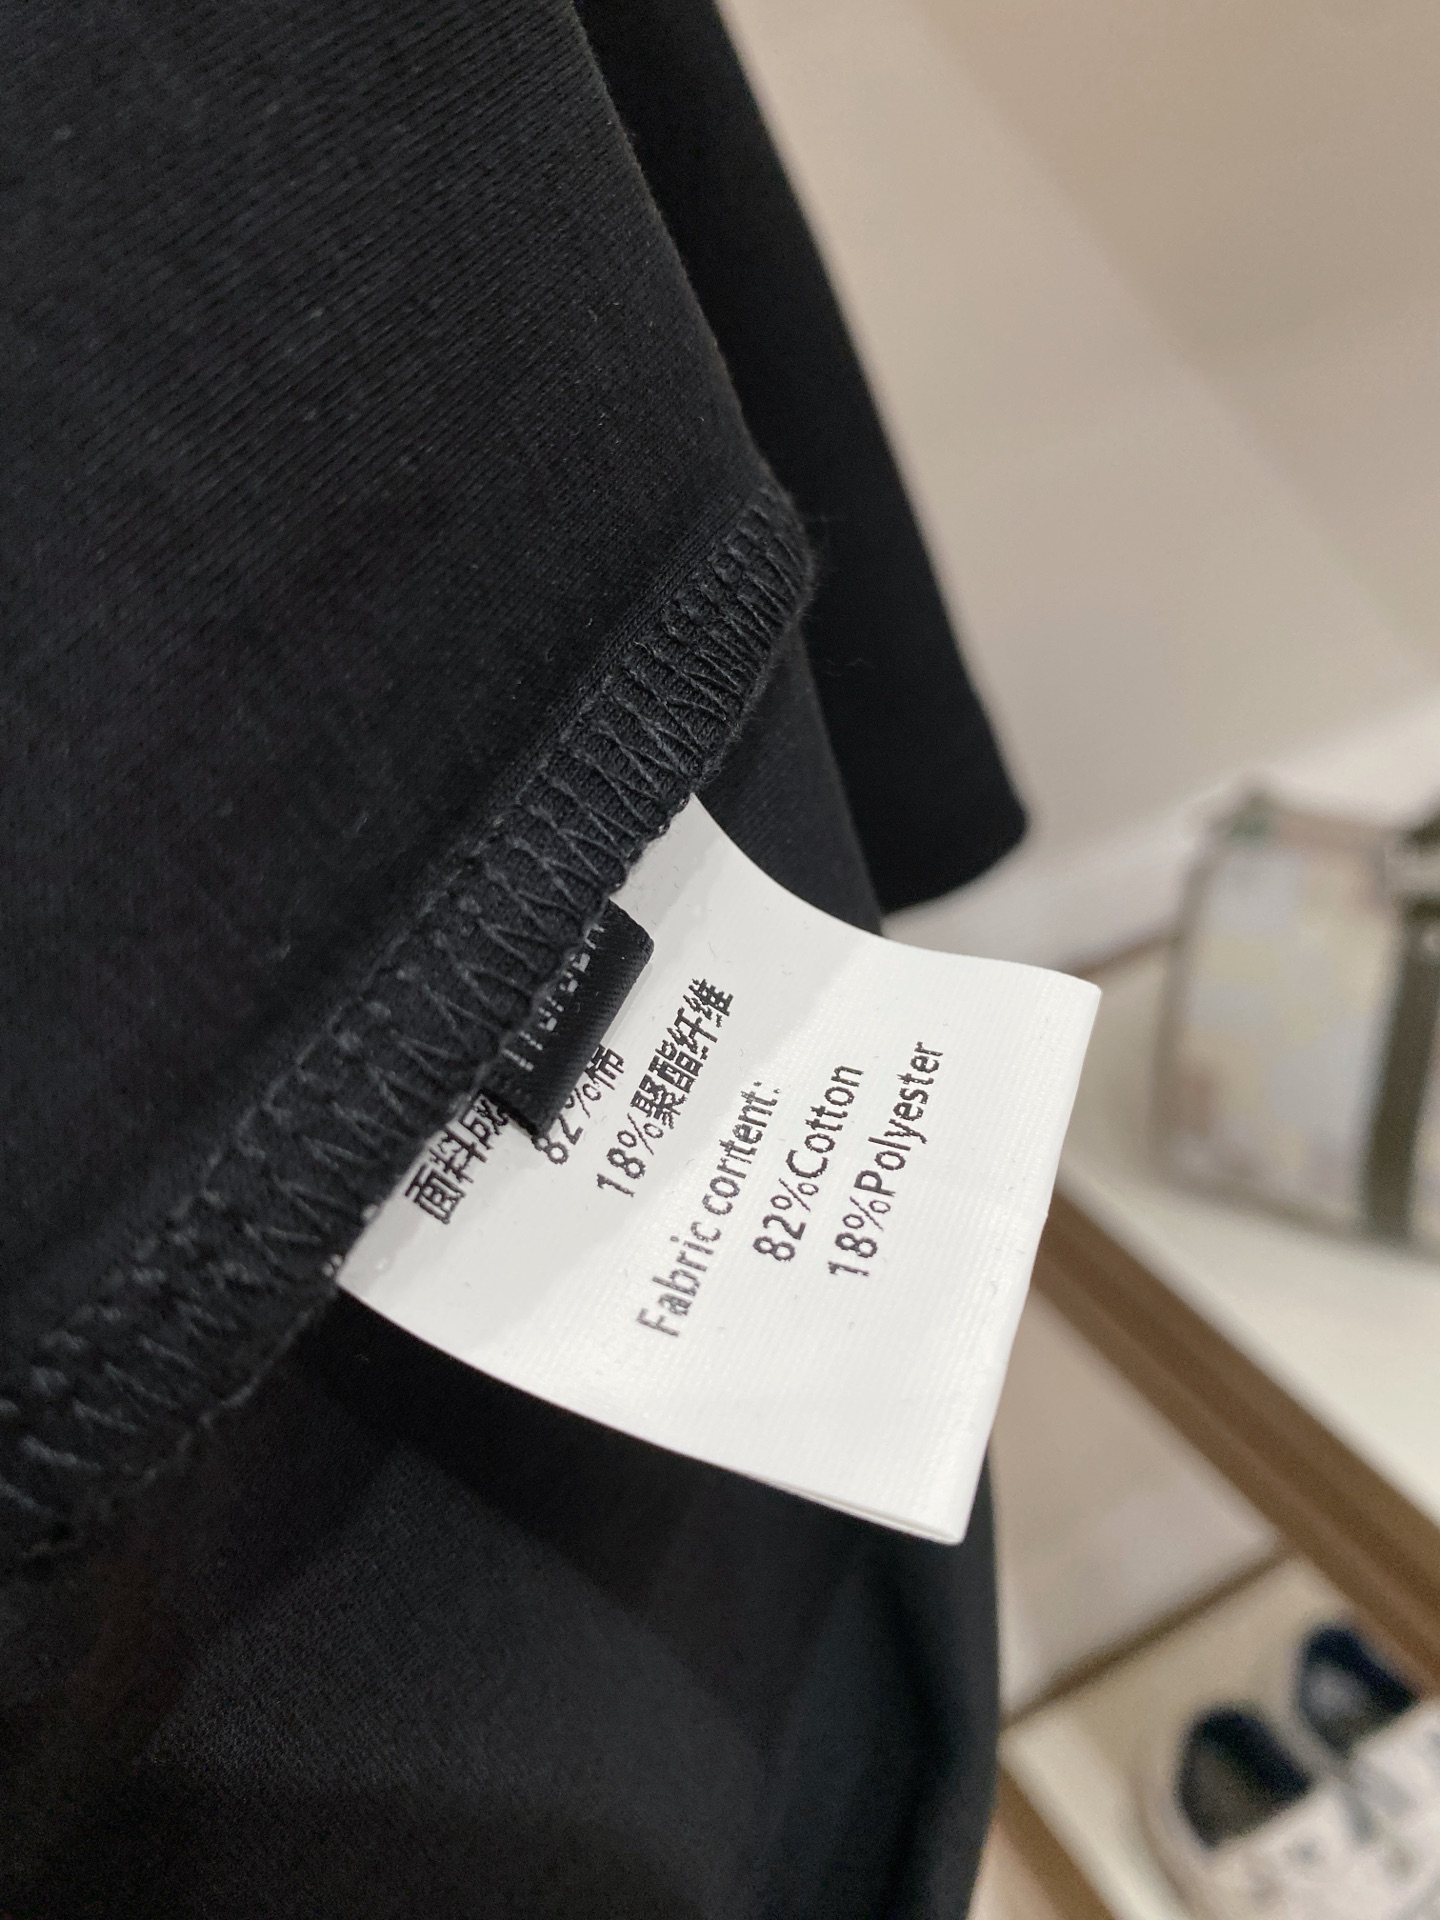 面料成
82%棉
18%聚酯纤维
Fabric content:
82%Cotton
18%Polyester